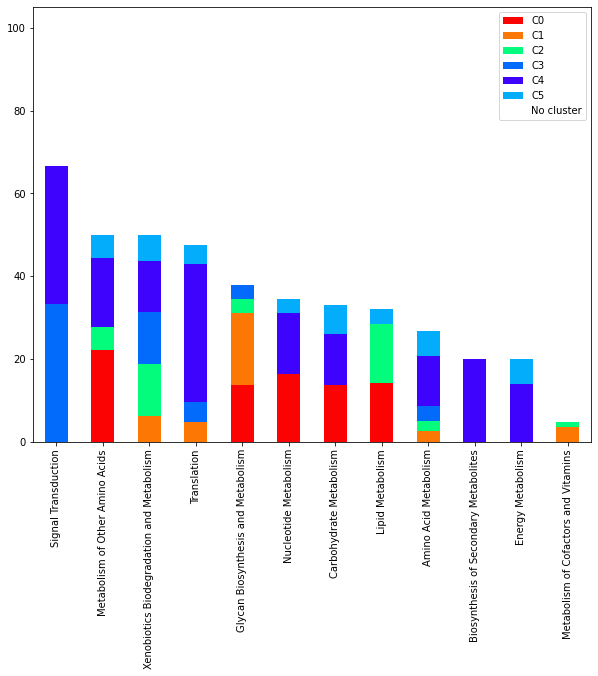 100
80
60
40
20
0
C0
C1
C2
C3
C4
C5
No cluster
Signal Transduction
Metabolism of Other Amino Acids
Xenobiotics Biodegradation and Metabolism
Translation
Glycan Biosynthesis and Metabolism
Nucleotide Metabolism
Carbohydrate Metabolism
Lipid Metabolism
Amino Acid Metabolism
Biosynthesis of Secondary Metabolites
Energy Metabolism
Metabolism of Cofactors and Vitamins